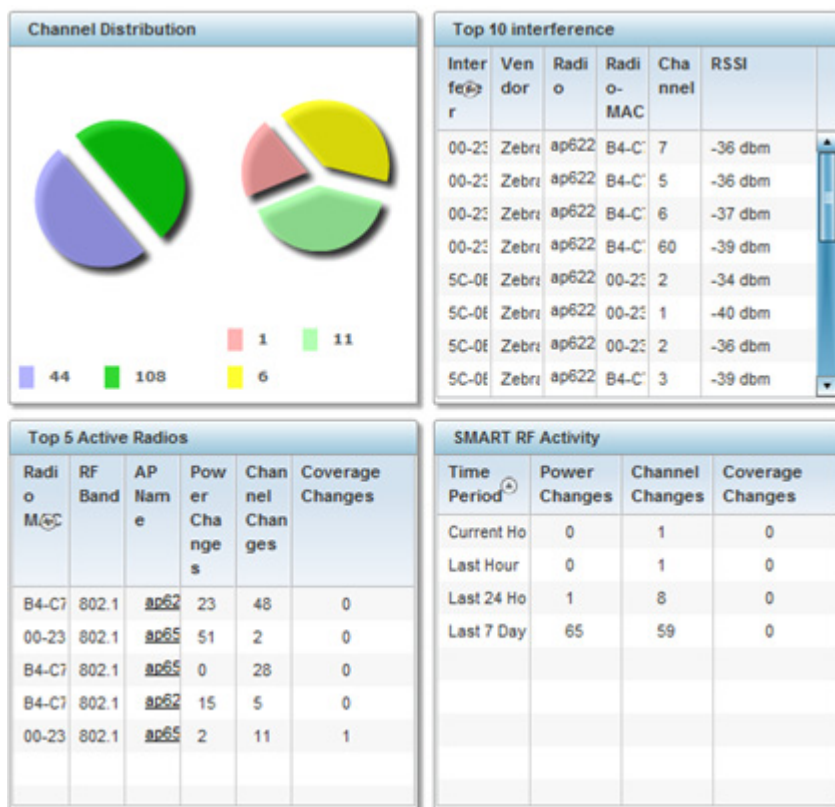 Channel Distribution
1 11
44 108 6
Top 10 interference
Inter
fere
r Ven
dor Radi
o Radi
o-
MAC Cha
nnel RSSI
00-23 Zebra ap622 B4-C7 7 -36 dbm
00-23 Zebra ap622 B4-C7 5 -36 dbm
00-23 Zebra ap622 B4-C7 6 -37 dbm
00-23 Zebra ap622 B4-C7 60 -39 dbm
5C-0E Zebra ap622 00-23 2 -34 dbm
5C-0E Zebra ap622 00-23 1 -40 dbm
5C-0E Zebra ap622 00-23 2 -36 dbm
5C-0E Zebra ap622 B4-C7 3 -39 dbm
Top 5 Active Radios
Radi
o
MAC RF
Band AP
Nam
e Pow
er
Cha
nge
s Chan
nel
Chan
ges Coverage
Changes
B4-C7 802.1 ap62 23 48 0
00-23 802.1 ap65 51 2 0
B4-C7 802.1 ap65 0 28 0
B4-C7 802.1 ap62 15 5 0
00-23 802.1 ap65 2 11 1
SMART RF Activity
Time
Period Power
Changes Channel
Changes Coverage
Changes
Current Ho 0 1 0
Last Hour 0 1 0
Last 24 Ho 1 8 0
Last 7 Day 65 59 0